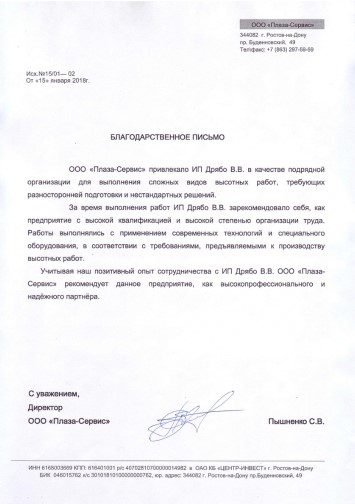 ООО «Плаза-Сервис»
344082 г. Ростов-на-Дону
пр. Буденновский, 49
Тел/факс: +7 (863) 297-59-59
Исх.№15/01— 02
От «15» января 2018г.
БЛАГОДАРСТВЕННОЕ ПИСЬМО
ООО «Плаза-Сервис» привлекало ИП Дрябо В.В. в качестве подрядной
организации для выполнения сложных видов высотных работ, требующих
разносторонней подготовки и нестандартных решений.
За время выполнения работ ИП Дрябо В.В. зарекомендовало себя, как
предприятие с высокой квалификацией и высокой степенью организации труда.
Работы выполнялись с применением современных технологий и специального
оборудования, в соответствии с требованиями, предъявляемыми к производству
высотных работ.
Учитывая наш позитивный опыт сотрудничества с ИП Дрябо В.В. ООО «Плаза-
Сервис» рекомендует данное предприятие, как высокопрофессионального и
надёжного партнёра.
С уважением,
Директор
ООО «Плаза-Сервис»
Пышненко С.В.
ИНН 6165003669 КПП: 616401001 р/с 40702810700000014982 в ОАО КБ «ЦЕНТР-ИНВЕСТ» г. Ростов-на-Дону
БИК 046015762 к/с 30101810100000000762, юр. адрес: 344082 г. Ростов-на-Дону пр.Буденновский, 49